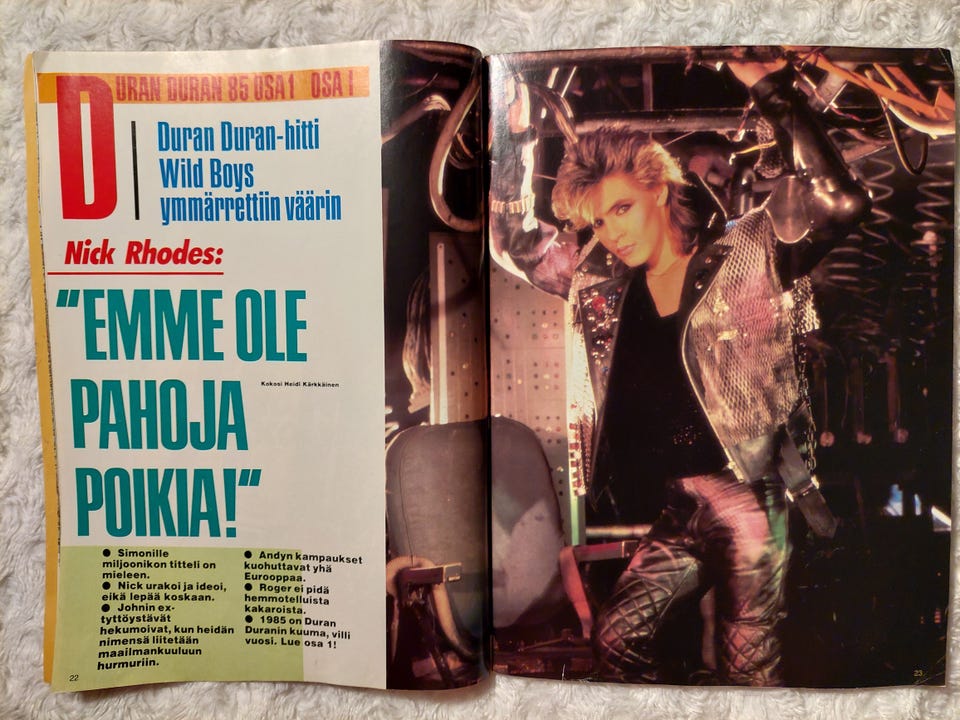 DURAN DURAN 85 OSA 1 OSA 1
Duran Duran-hitti
Wild Boys
ymmärrettiin väärin
Nick Rhodes:
"EMME OLE
PAHOJA
POIKIA!"
Kokosi Heidi Kärkkäinen
● Simonille
miljoonikon titteli on
mieleen.
● Nick urakoi ja ideoi,
eikä lepää koskaan.
● Johnin ex-
tyttöystävät
hekumoivat, kun heidän
nimensä liitetään
maailmankuuluun
hurmuriin.
● Andyn kampaukset
kuohuttavat yhä
Eurooppaa.
● Roger ei pidä
hemmotelluista
kakaroista.
● 1985 on Duran
Duranin kuuma, villi
vuosi. Lue osa 1!
22
23